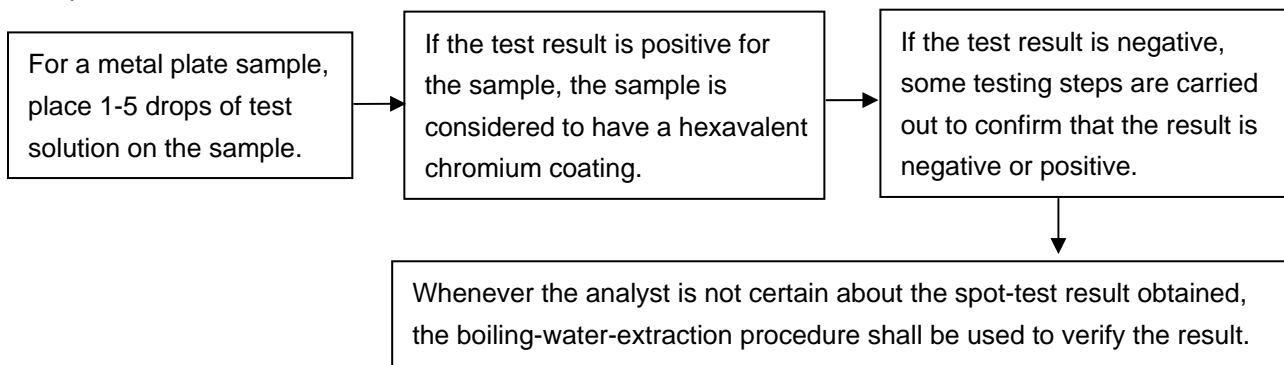 For a metal plate sample,
place 1-5 drops of test
solution on the sample.
If the test result is positive for
the sample, the sample is
considered to have a hexavalent
chromium coating.
If the test result is negative,
some testing steps are carried
out to confirm that the result is
negative or positive.
Whenever the analyst is not certain about the spot-test result obtained,
the boiling-water-extraction procedure shall be used to verify the result.